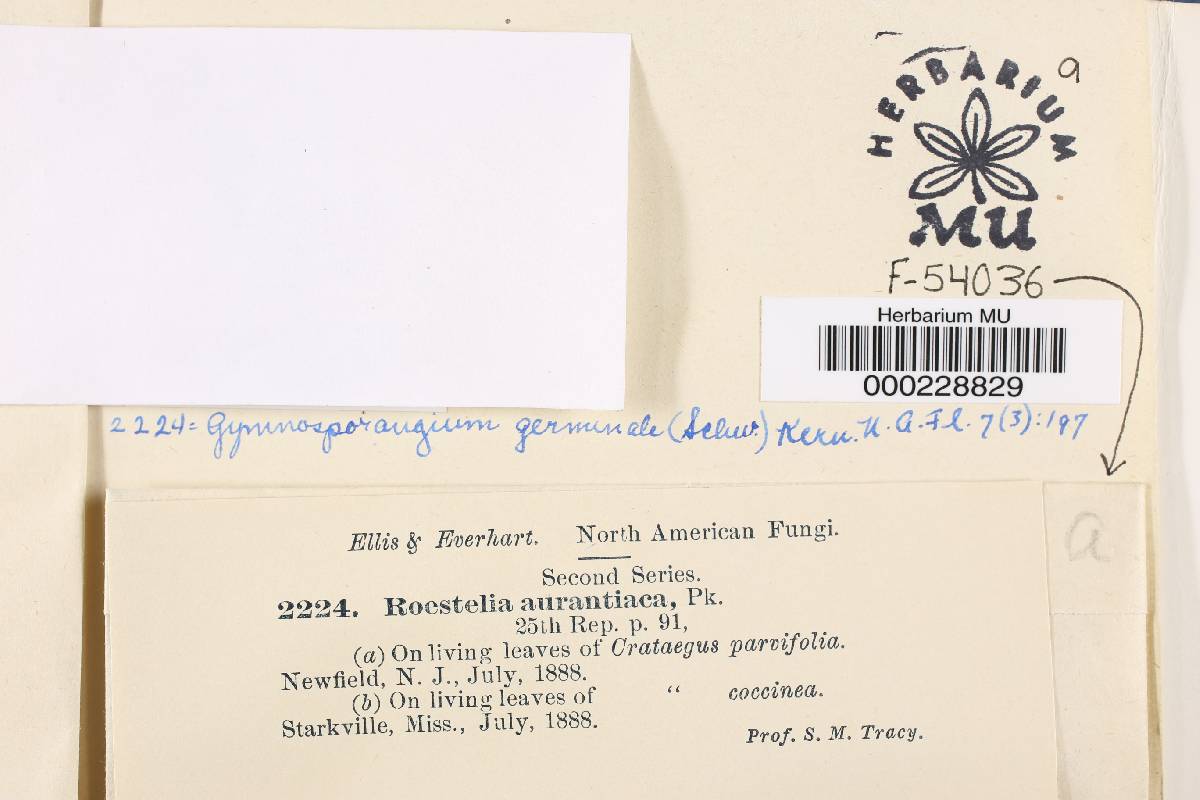 HERBARIUM a
MU
F-54036
Herbarium MU
000228829
2224= Gymnosporangium germinale (Schw.) Kern. N. A. Fl. 7(3):197
Ellis & Everhart. North American Fungi.
a
Second Series.
2224. Roestelia aurantiaca, Pk.
25th Rep. p. 91,
(a) On living leaves of Crataegus parvifolia.
Newfield, N. J., July, 1888.
(b) On living leaves of “ coccinea.
Starkville, Miss., July, 1888.
Prof. S. M. Tracy.